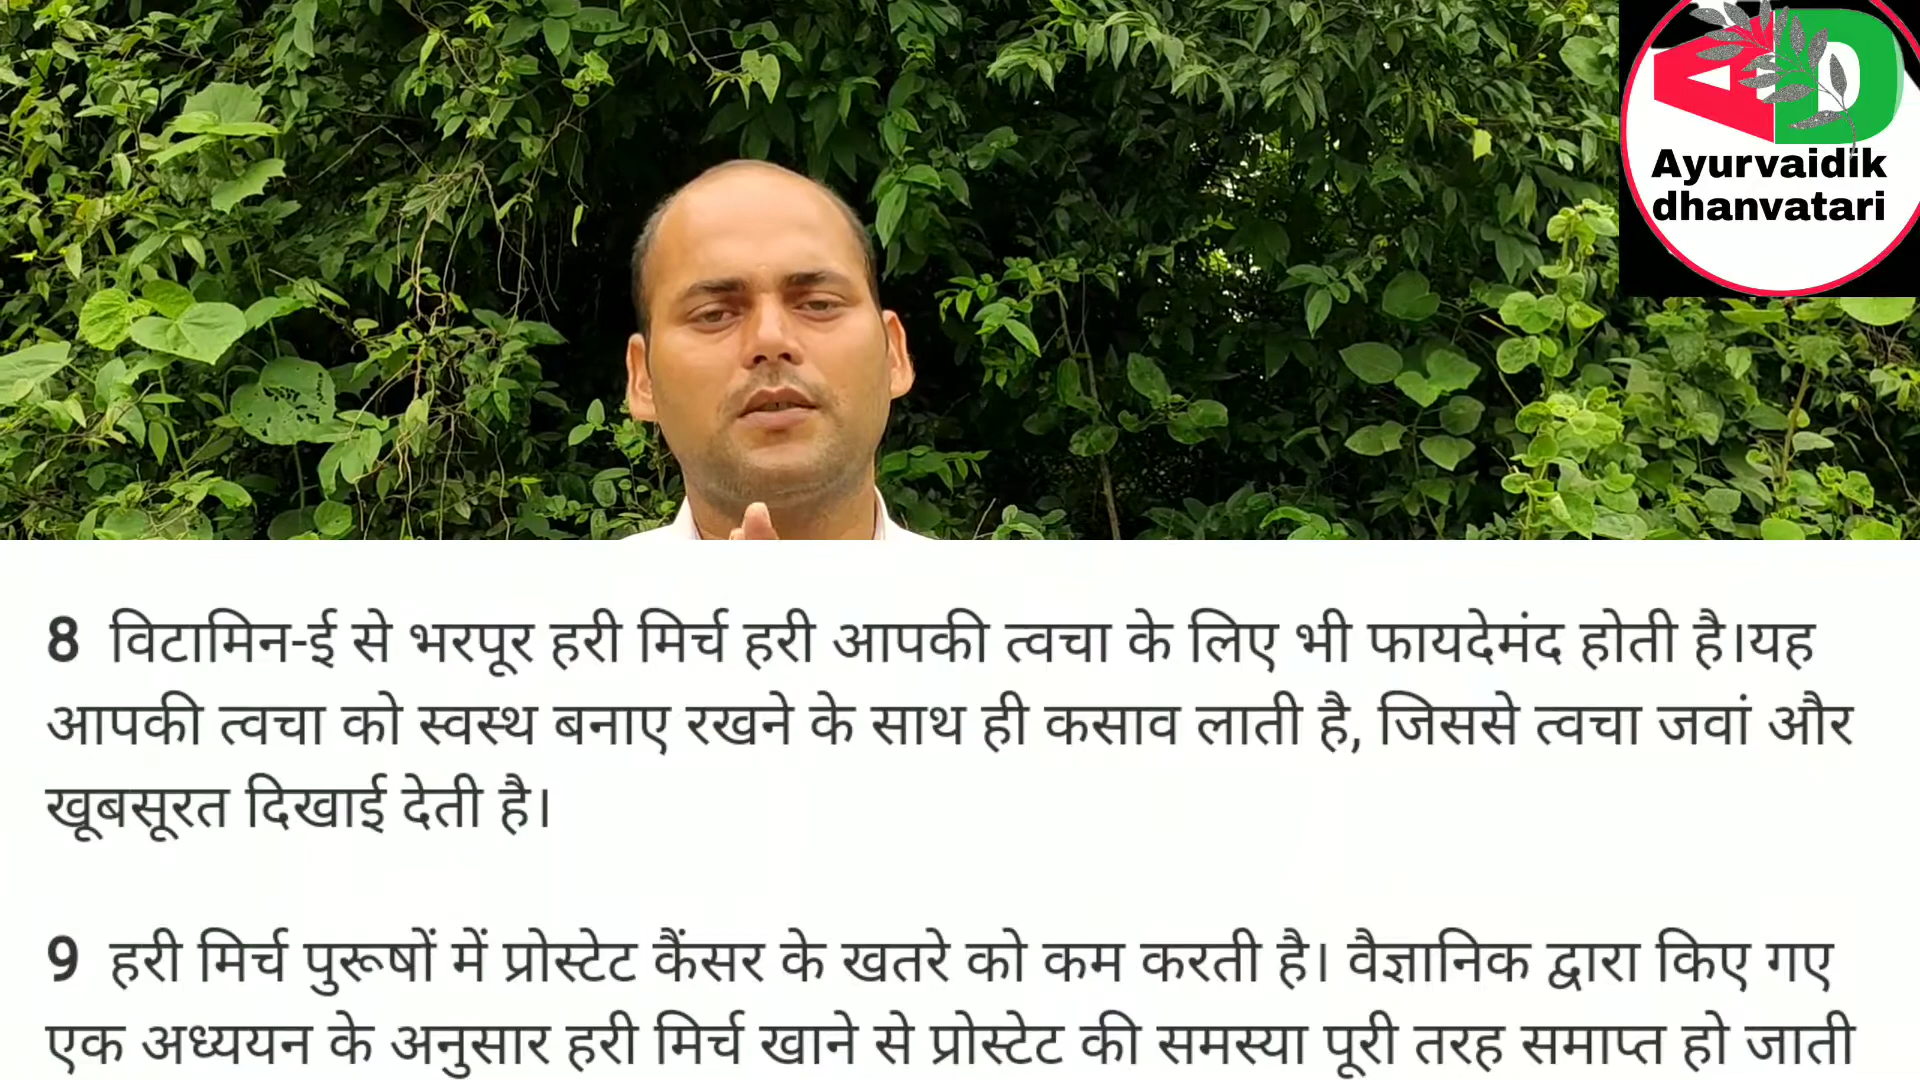 AD
Ayurvaidik
dhanvatari
8 विटामिन-ई से भरपूर हरी मिर्च हरी आपकी त्वचा के लिए भी फायदेमंद होती है।यह
आपकी त्वचा को स्वस्थ बनाए रखने के साथ ही कसाव लाती है, जिससे त्वचा जवां और
खूबसूरत दिखाई देती है।
9 हरी मिर्च पुरूषों में प्रोस्टेट कैंसर के खतरे को कम करती है। वैज्ञानिक द्वारा किए गए
एक अध्ययन के अनुसार हरी मिर्च खाने से प्रोस्टेट की समस्या पूरी तरह समाप्त हो जाती